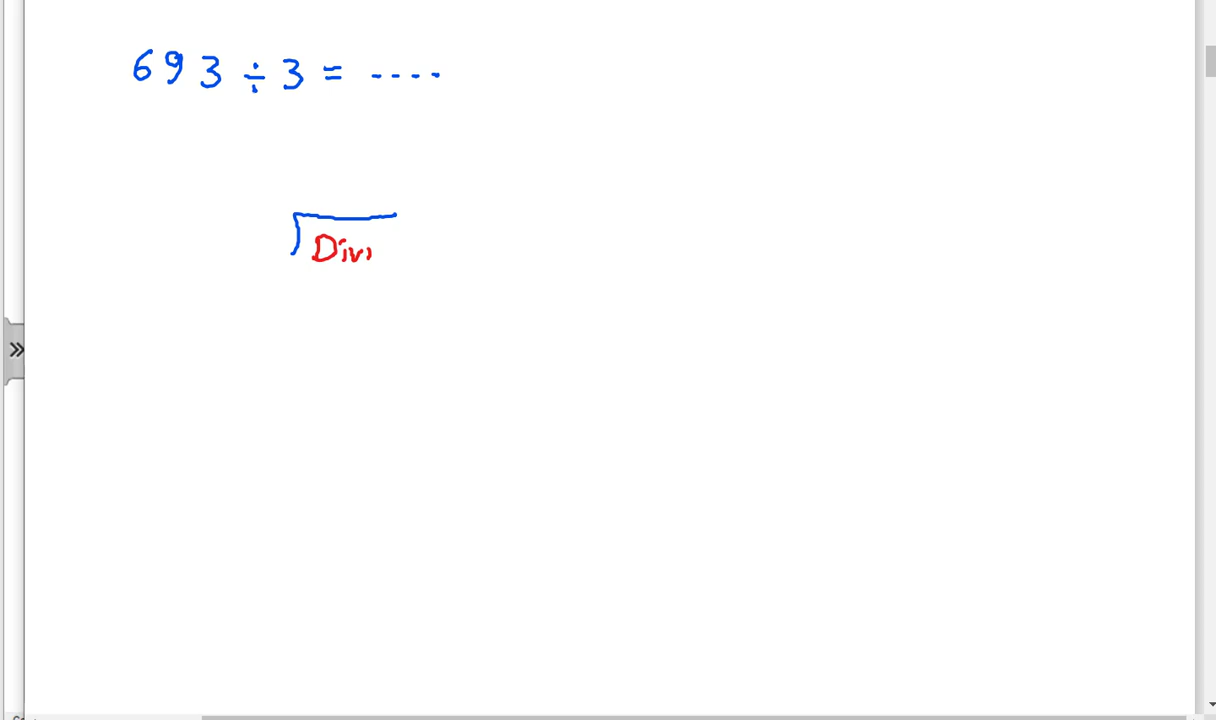 693 ÷ 3 = ----
Divi